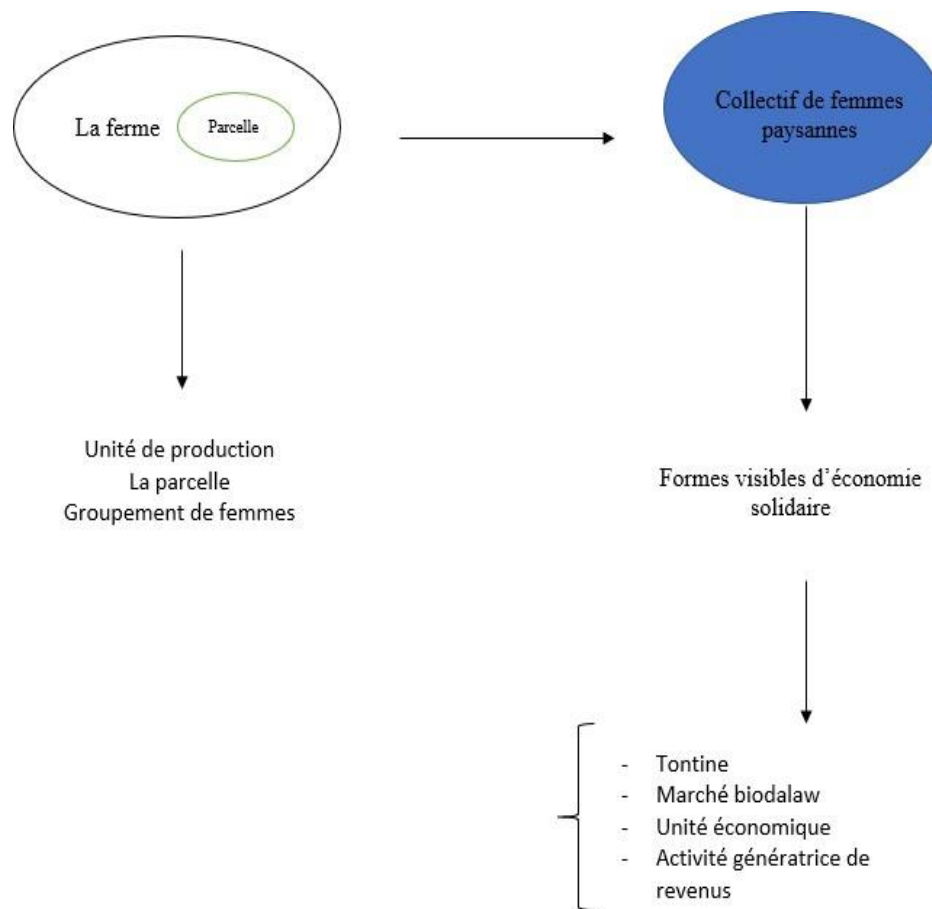 La ferme
Parcelle
Collectif de femmes
paysannes
Unité de production
La parcelle
Groupement de femmes
Formes visibles d’économie
solidaire
- Tontine
- Marché biodalaw
- Unité économique
- Activité génératrice de
revenus